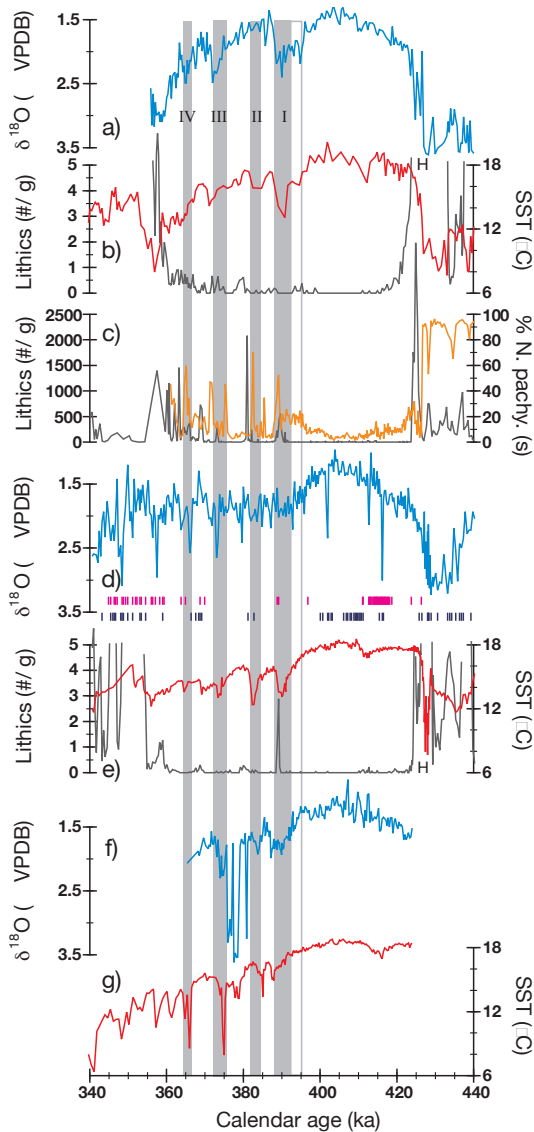 1.5
2.5
3.5
δ¹⁸O ( VPDB)
a)
IV III II I
H
5
4
3
2
1
0
Lithics (#/ g)
18
12
6
SST (□C)
b)
2500
2000
1500
1000
500
0
Lithics (#/ g)
100
80
60
40
20
0
% N. pachy. (s)
c)
1.5
2.5
3.5
δ¹⁸O ( VPDB)
d)
5
4
3
2
1
0
Lithics (#/ g)
18
12
6
SST (□C)
e)
H
1.5
2.5
3.5
δ¹⁸O ( VPDB)
f)
18
12
6
SST (□C)
g)
340 360 380 400 420 440
Calendar age (ka)